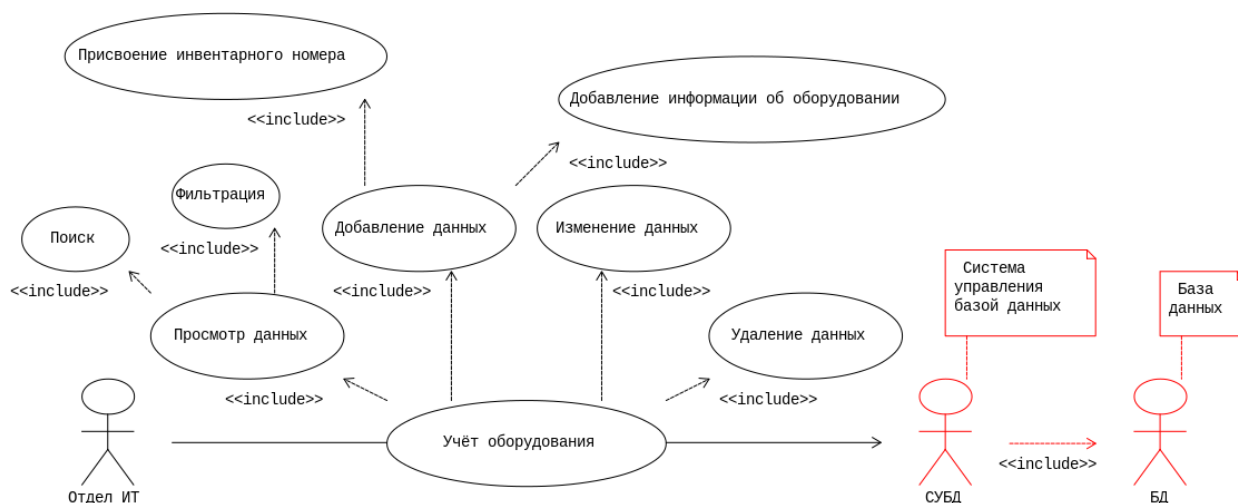 Присвоение инвентарного номера
Добавление информации об оборудовании
<<include>>
<<include>>
Фильтрация
Поиск
Добавление данных
Изменение данных
<<include>>
<<include>>
<<include>>
<<include>>
Система
управления
базой данных
База
данных
Просмотр данных
Удаление данных
<<include>>
<<include>>
Учёт оборудования
<<include>>
Отдел ИТ
СУБД
БД